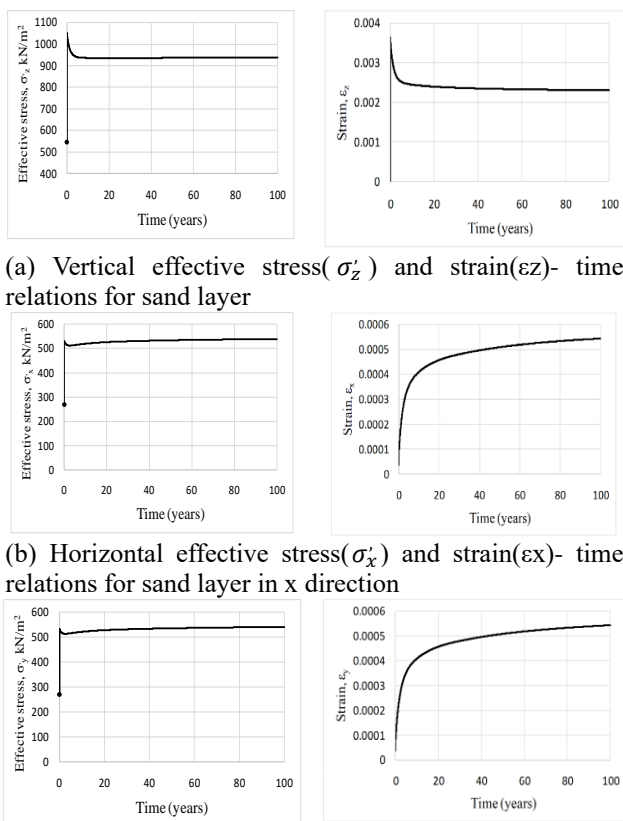 Effective stress, σ'z kN/m²
1100
1000
900
800
700
600
500
400
0 20 40 60 80 100
Time (years)
Strain, εz
0.004
0.003
0.002
0.001
0
0 20 40 60 80 100
Time (years)
(a) Vertical effective stress( σ′z ) and strain(εz)- time
relations for sand layer
Effective stress, σ'x kN/m²
600
500
400
300
200
100
0
0 20 40 60 80 100
Time (years)
Strain, εx
0.0006
0.0005
0.0004
0.0003
0.0002
0.0001
0
0 20 40 60 80 100
Time (years)
(b) Horizontal effective stress(σ′x) and strain(εx)- time
relations for sand layer in x direction
Effective stress, σ'y kN/m²
600
500
400
300
200
100
0
0 20 40 60 80 100
Time (years)
Strain, εy
0.0006
0.0005
0.0004
0.0003
0.0002
0.0001
0
0 20 40 60 80 100
Time (years)